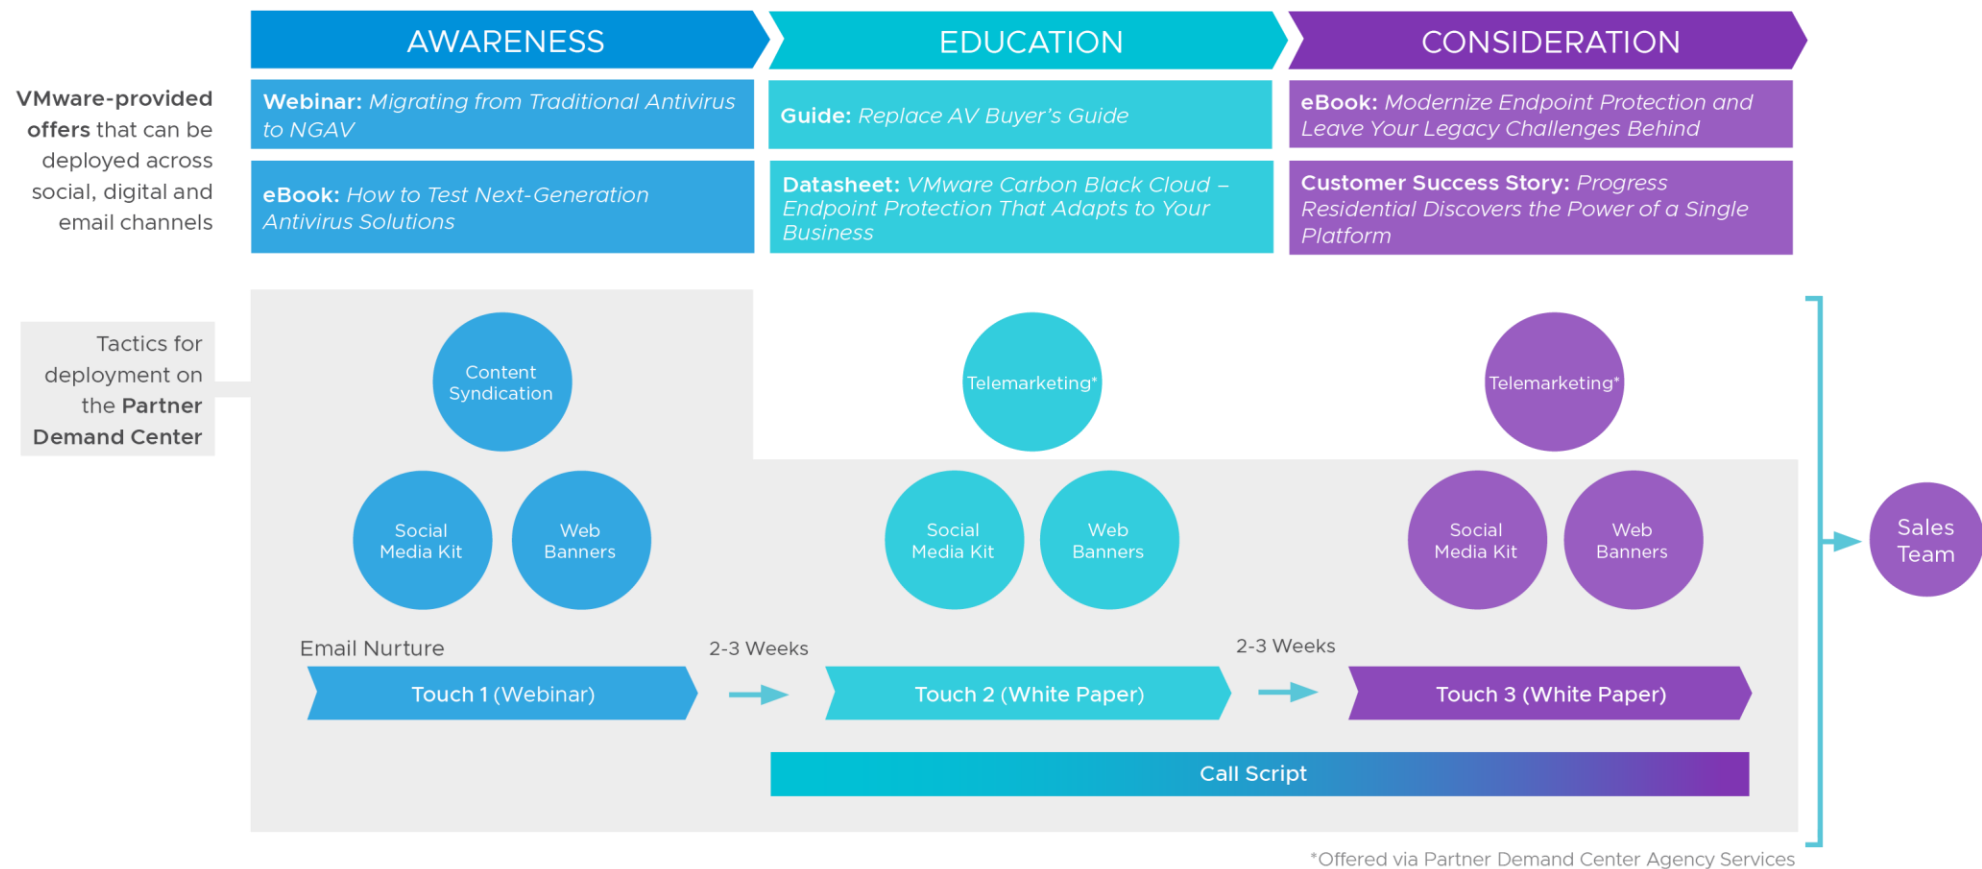 AWARENESS
EDUCATION
CONSIDERATION
VMware-provided
offers that can be
deployed across
social, digital and
email channels
Webinar: Migrating from Traditional Antivirus
to NGAV
Guide: Replace AV Buyer's Guide
eBook: Modernize Endpoint Protection and
Leave Your Legacy Challenges Behind
eBook: How to Test Next-Generation
Antivirus Solutions
Datasheet: VMware Carbon Black Cloud –
Endpoint Protection That Adapts to Your
Business
Customer Success Story: Progress
Residential Discovers the Power of a Single
Platform
Tactics for
deployment on
the Partner
Demand Center
Content
Syndication
Telemarketing*
Telemarketing*
Social
Media Kit
Web
Banners
Social
Media Kit
Web
Banners
Social
Media Kit
Web
Banners
Sales
Team
Email Nurture
2-3 Weeks
2-3 Weeks
Touch 1 (Webinar)
Touch 2 (White Paper)
Touch 3 (White Paper)
Call Script
*Offered via Partner Demand Center Agency Services